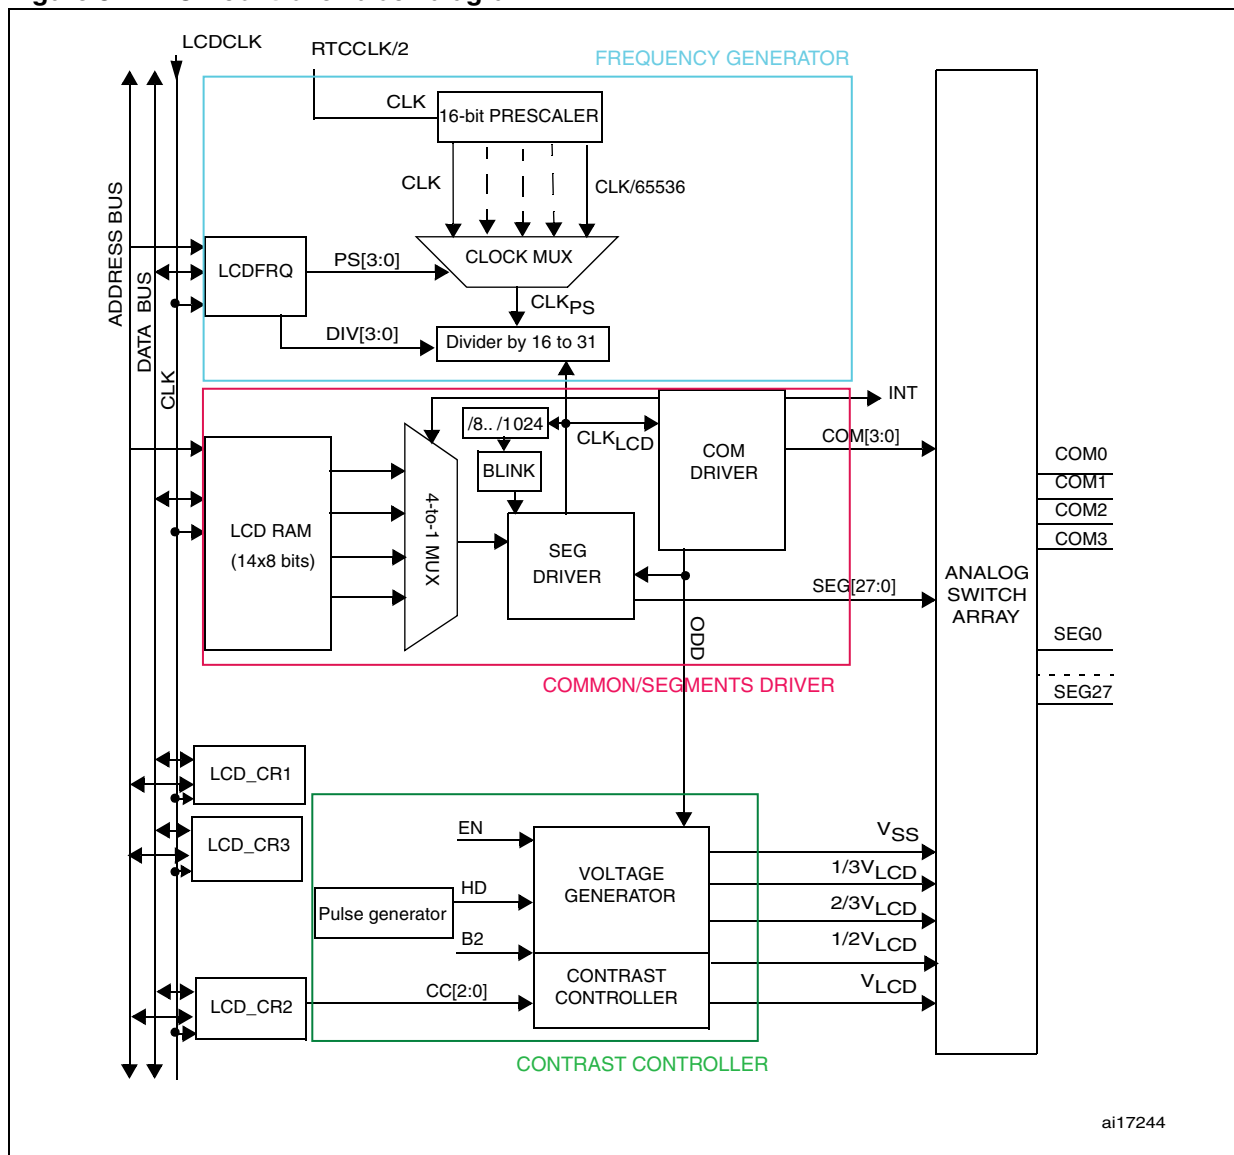 LCDCLK
RTCCLK/2
FREQUENCY GENERATOR
CLK
16-bit PRESCALER
CLK
CLK/65536
ADDRESS BUS
DATA BUS
CLK
LCDFRQ
PS[3:0]
CLOCK MUX
CLKPS
DIV[3:0]
Divider by 16 to 31
INT
/8.. /1024
CLKLCD
COM DRIVER
COM[3:0]
BLINK
LCD RAM
(14x8 bits)
4-to-1 MUX
SEG
DRIVER
SEG[27:0]
ODD
COMMON/SEGMENTS DRIVER
COM0
COM1
COM2
COM3
ANALOG
SWITCH
ARRAY
SEG0
SEG27
LCD_CR1
LCD_CR3
LCD_CR2
EN
HD
Pulse generator
B2
CC[2:0]
VOLTAGE
GENERATOR
CONTRAST
CONTROLLER
VSS
1/3VLCD
2/3VLCD
1/2VLCD
VLCD
CONTRAST CONTROLLER
ai17244